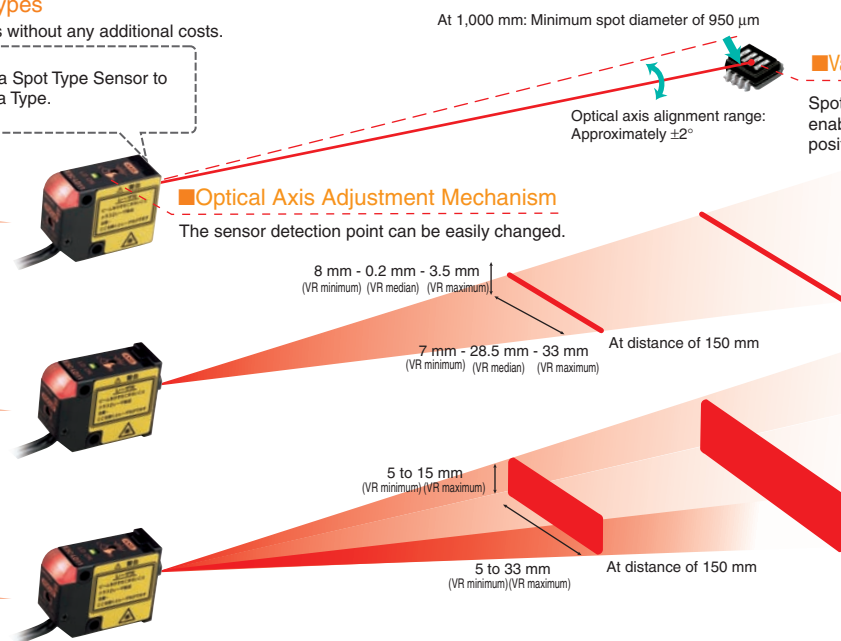 ypes
s without any additional costs.
a Spot Type Sensor to
a Type.
At 1,000 mm: Minimum spot diameter of 950 μm
Optical axis alignment range:
Approximately ±2°
■Va
Spot
enab
posit
■Optical Axis Adjustment Mechanism
The sensor detection point can be easily changed.
8 mm - 0.2 mm - 3.5 mm
(VR minimum) (VR median) (VR maximum)
7 mm - 28.5 mm - 33 mm
(VR minimum) (VR median) (VR maximum)
At distance of 150 mm
5 to 15 mm
(VR minimum) (VR maximum)
5 to 33 mm
(VR minimum)(VR maximum)
At distance of 150 mm